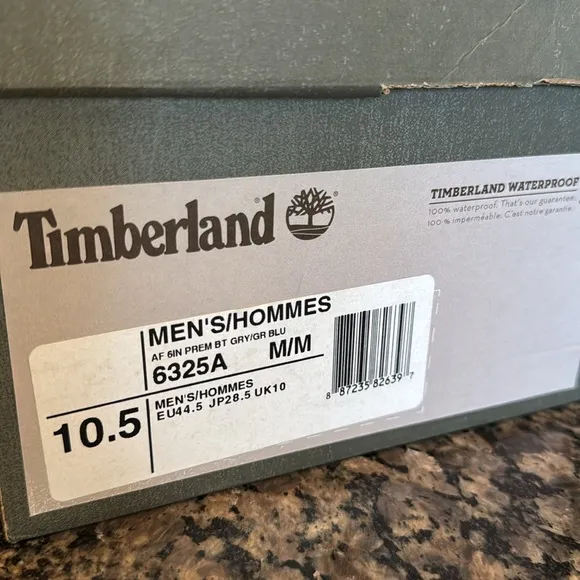 Timberland®
®
TIMBERLAND WATERPROOF
100% waterproof. That's our guarantee.
100% imperméable. C'est notre garantie.
MEN'S/HOMMES
AF 6IN PREM BT GRY/GR BLU
6325A M/M
10.5
MEN'S/HOMMES
EU44.5 JP28.5 UK10
8 87235 82639 7